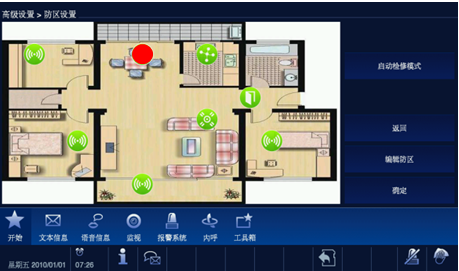 高级设置 > 防区设置
启动检修模式
返回
编辑防区
确定
开始
文本信息
语音信息
监视
报警系统
内呼
工具箱
星期五 2010/01/01
07:26